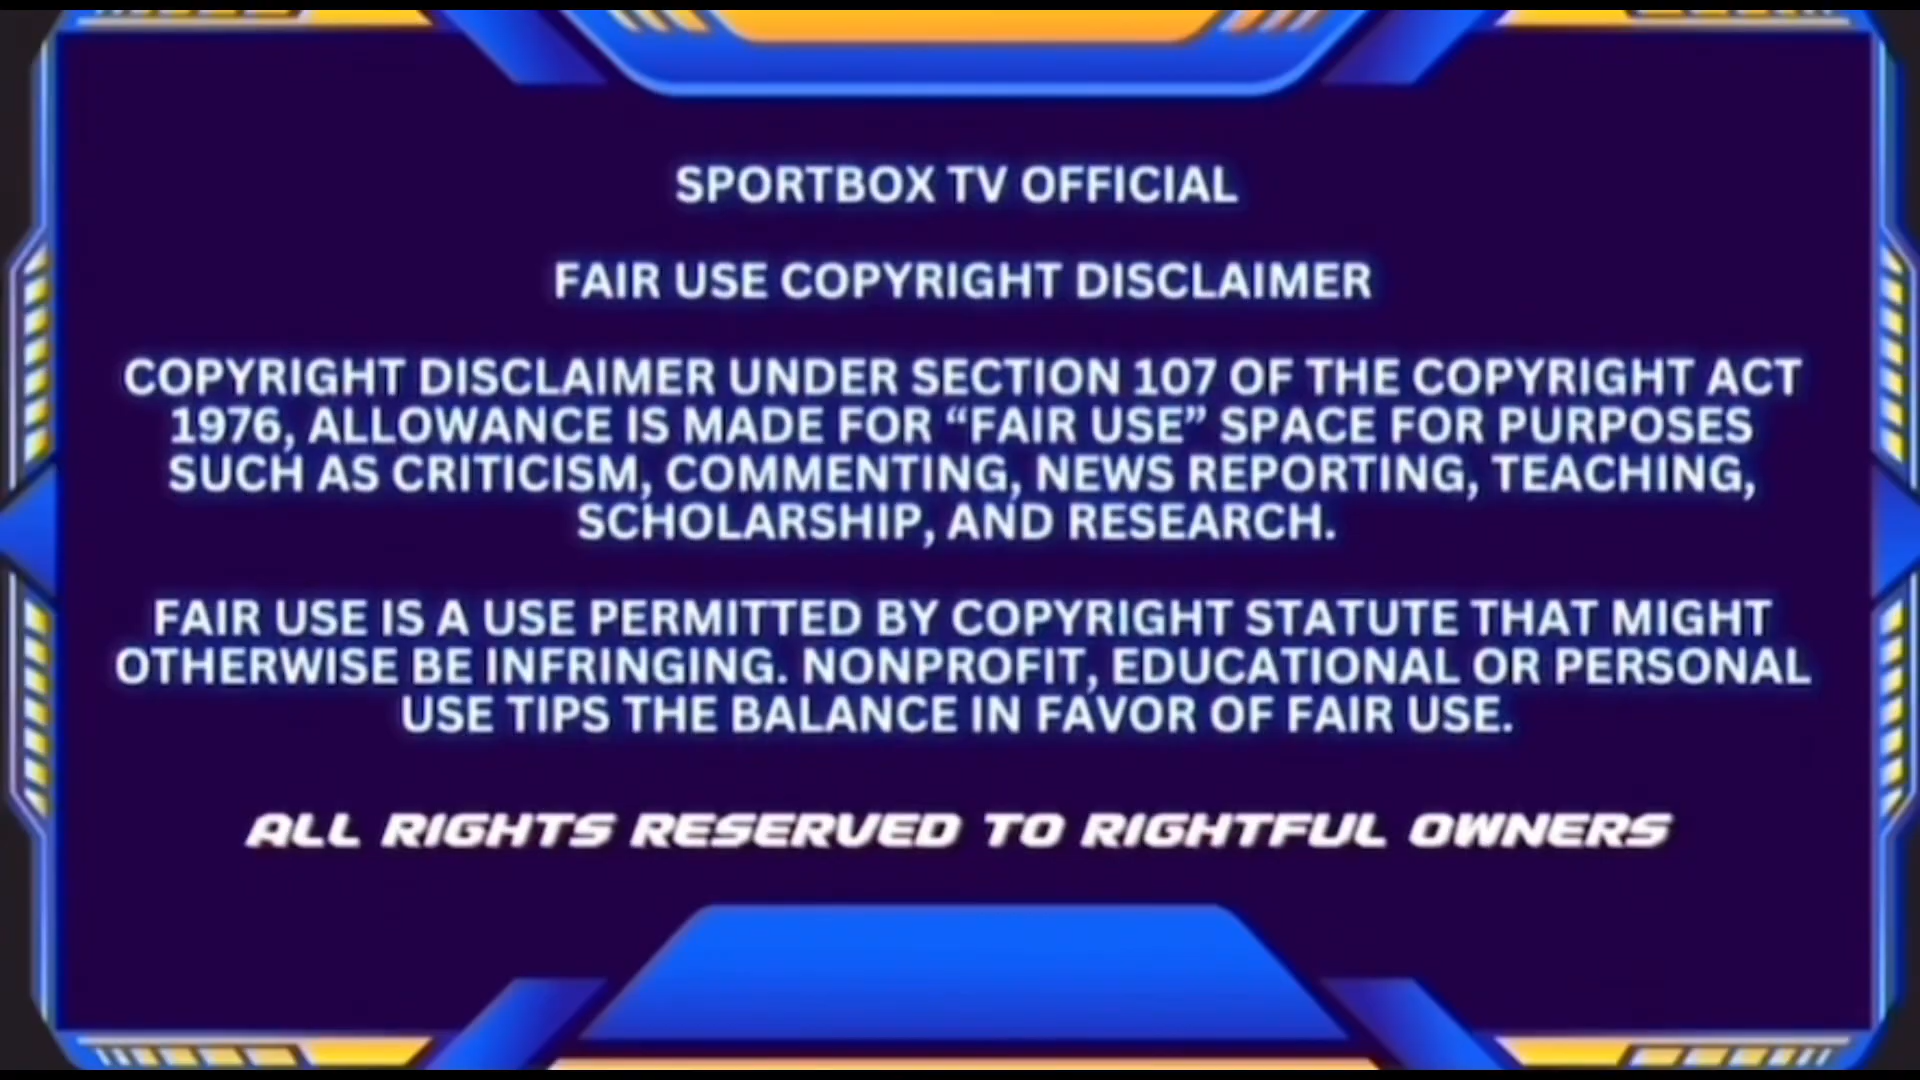 SPORTBOX TV OFFICIAL
FAIR USE COPYRIGHT DISCLAIMER
COPYRIGHT DISCLAIMER UNDER SECTION 107 OF THE COPYRIGHT ACT
1976, ALLOWANCE IS MADE FOR “FAIR USE” SPACE FOR PURPOSES
SUCH AS CRITICISM, COMMENTING, NEWS REPORTING, TEACHING,
SCHOLARSHIP, AND RESEARCH.
FAIR USE IS A USE PERMITTED BY COPYRIGHT STATUTE THAT MIGHT
OTHERWISE BE INFRINGING. NONPROFIT, EDUCATIONAL OR PERSONAL
USE TIPS THE BALANCE IN FAVOR OF FAIR USE.
ALL RIGHTS RESERVED TO RIGHTFUL OWNERS